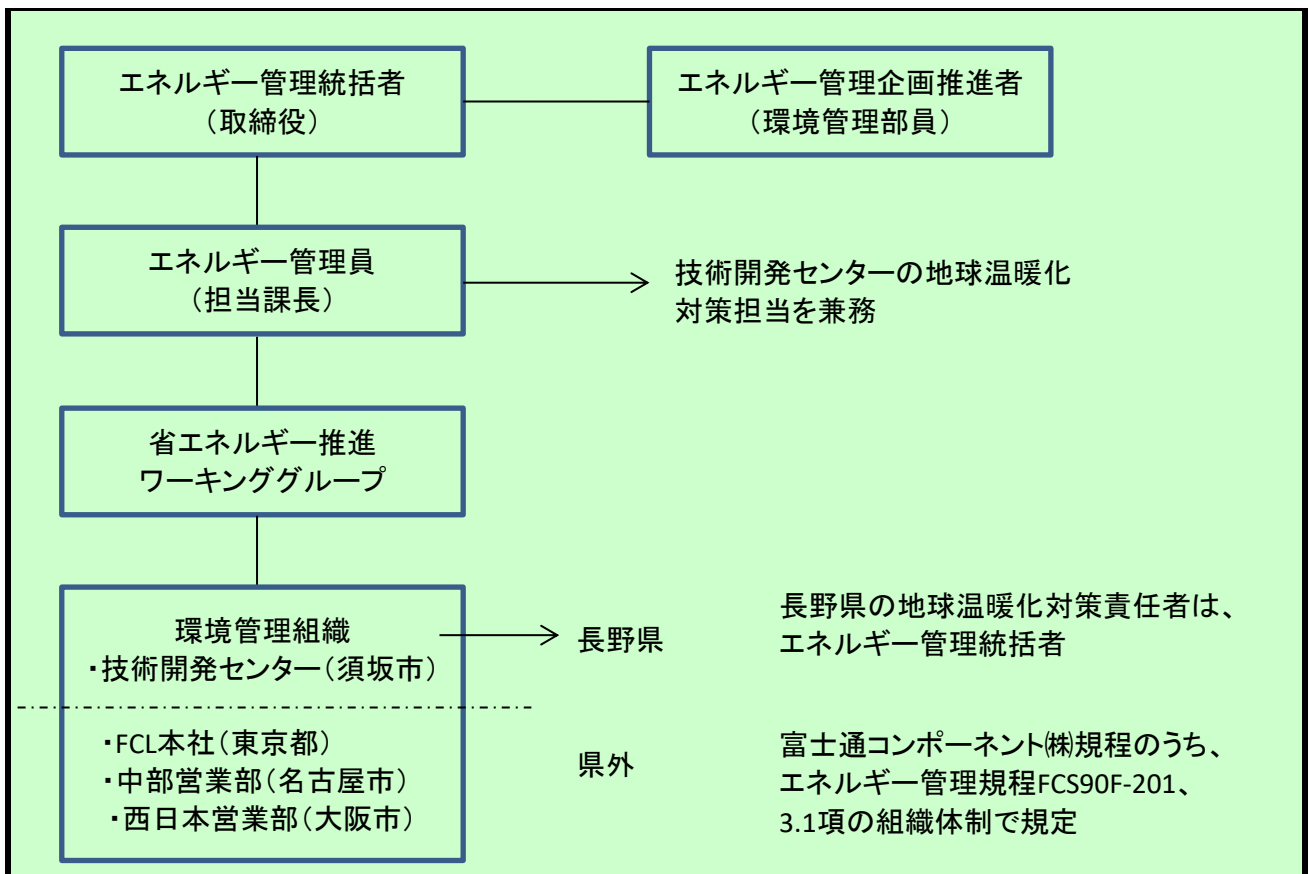 エネルギー管理統括者
（取締役）
エネルギー管理企画推進者
（環境管理部員）
エネルギー管理員
（担当課長）
技術開発センターの地球温暖化
対策担当を兼務
省エネルギー推進
ワーキンググループ
環境管理組織
・技術開発センター（須坂市）
長野県
長野県の地球温暖化対策責任者は、
エネルギー管理統括者
・FCL本社（東京都）
・中部営業部（名古屋市）
・西日本営業部（大阪市）
県外
富士通コンポーネント㈱規程のうち、
エネルギー管理規程FCS90F-201、
3.1項の組織体制で規定